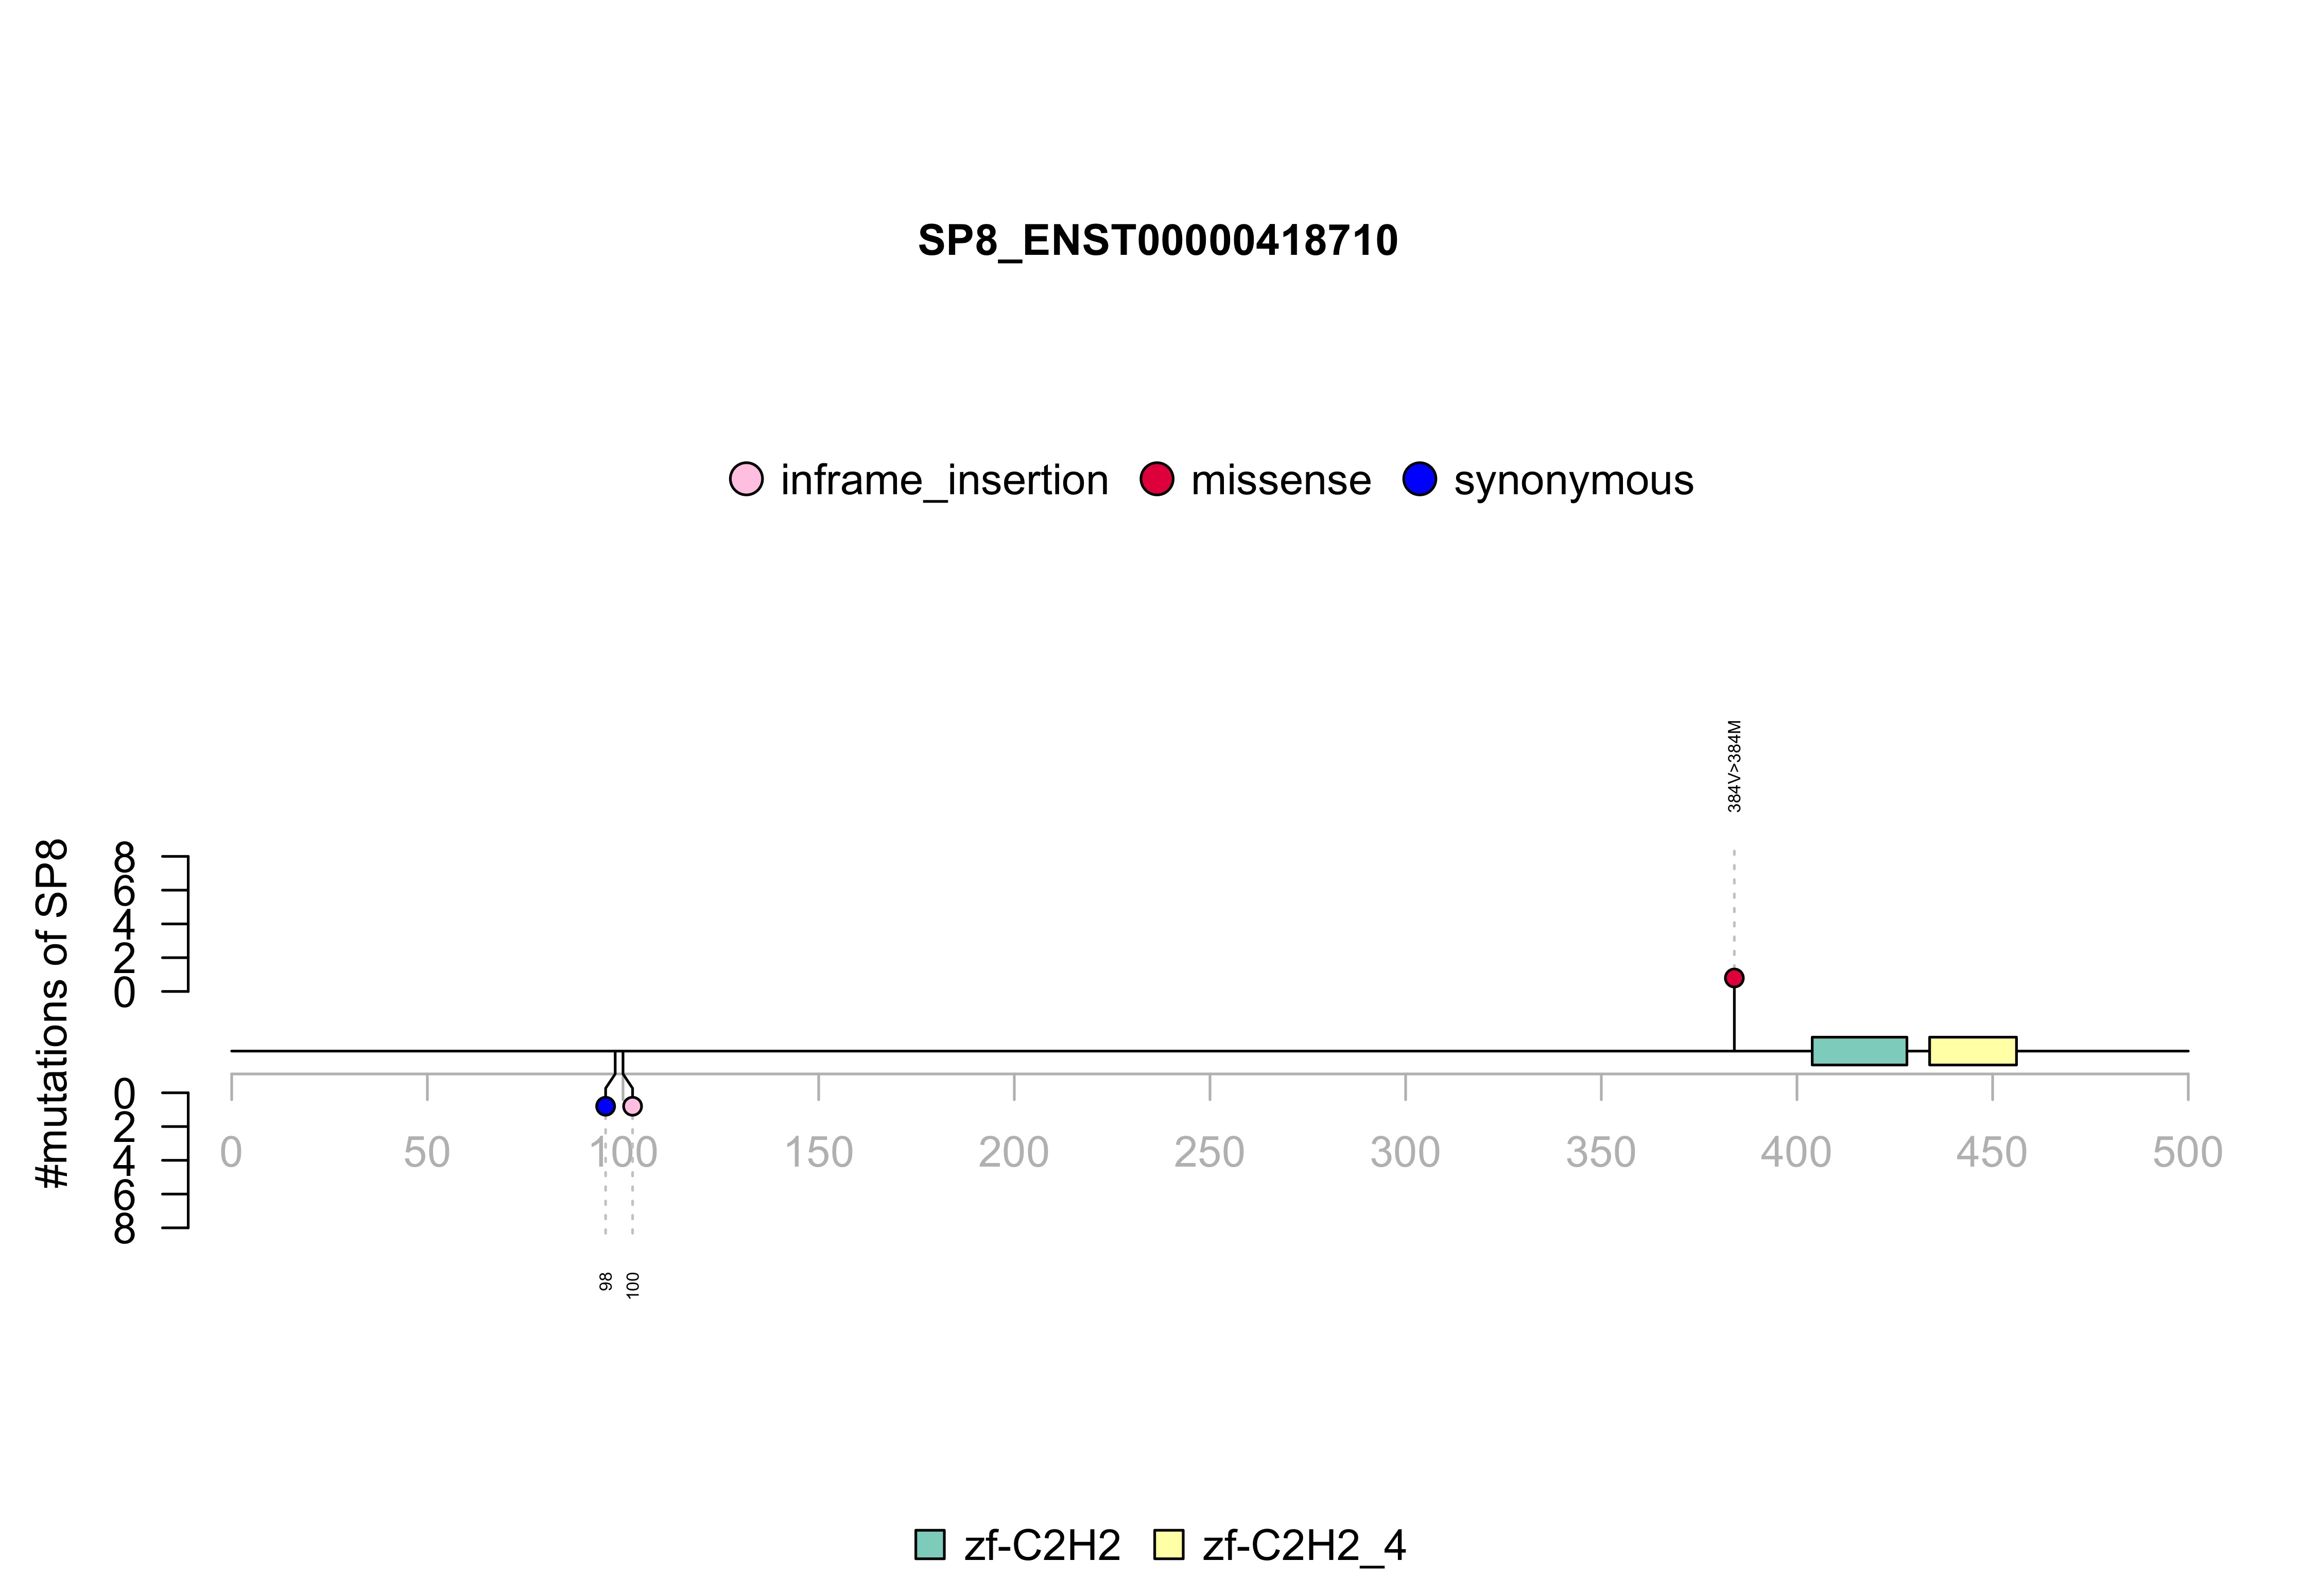 SP8_ENST00000418710
inframe_insertion missense synonymous
384V>384M
#mutations of SP8
8
6
4
2
0
0
2
4
6
8
0 50 100 150 200 250 300 350 400 450 500
98 100
zf-C2H2 zf-C2H2_4